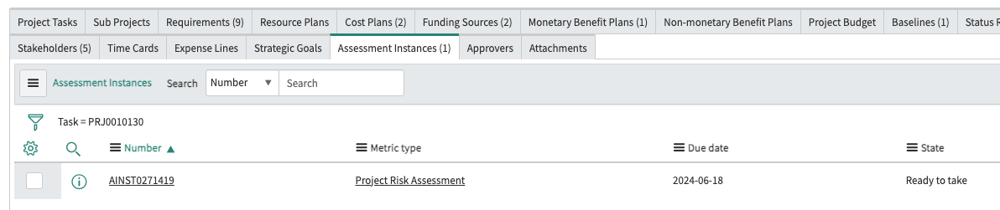 Project Tasks Sub Projects Requirements (9) Resource Plans Cost Plans (2) Funding Sources (2) Monetary Benefit Plans (1) Non-monetary Benefit Plans Project Budget Baselines (1) Status R
Stakeholders (5) Time Cards Expense Lines Strategic Goals Assessment Instances (1) Approvers Attachments
Assessment Instances Search Number Search
Task = PRJ0010130
Number Metric type Due date State
AINST0271419 Project Risk Assessment 2024-06-18 Ready to take